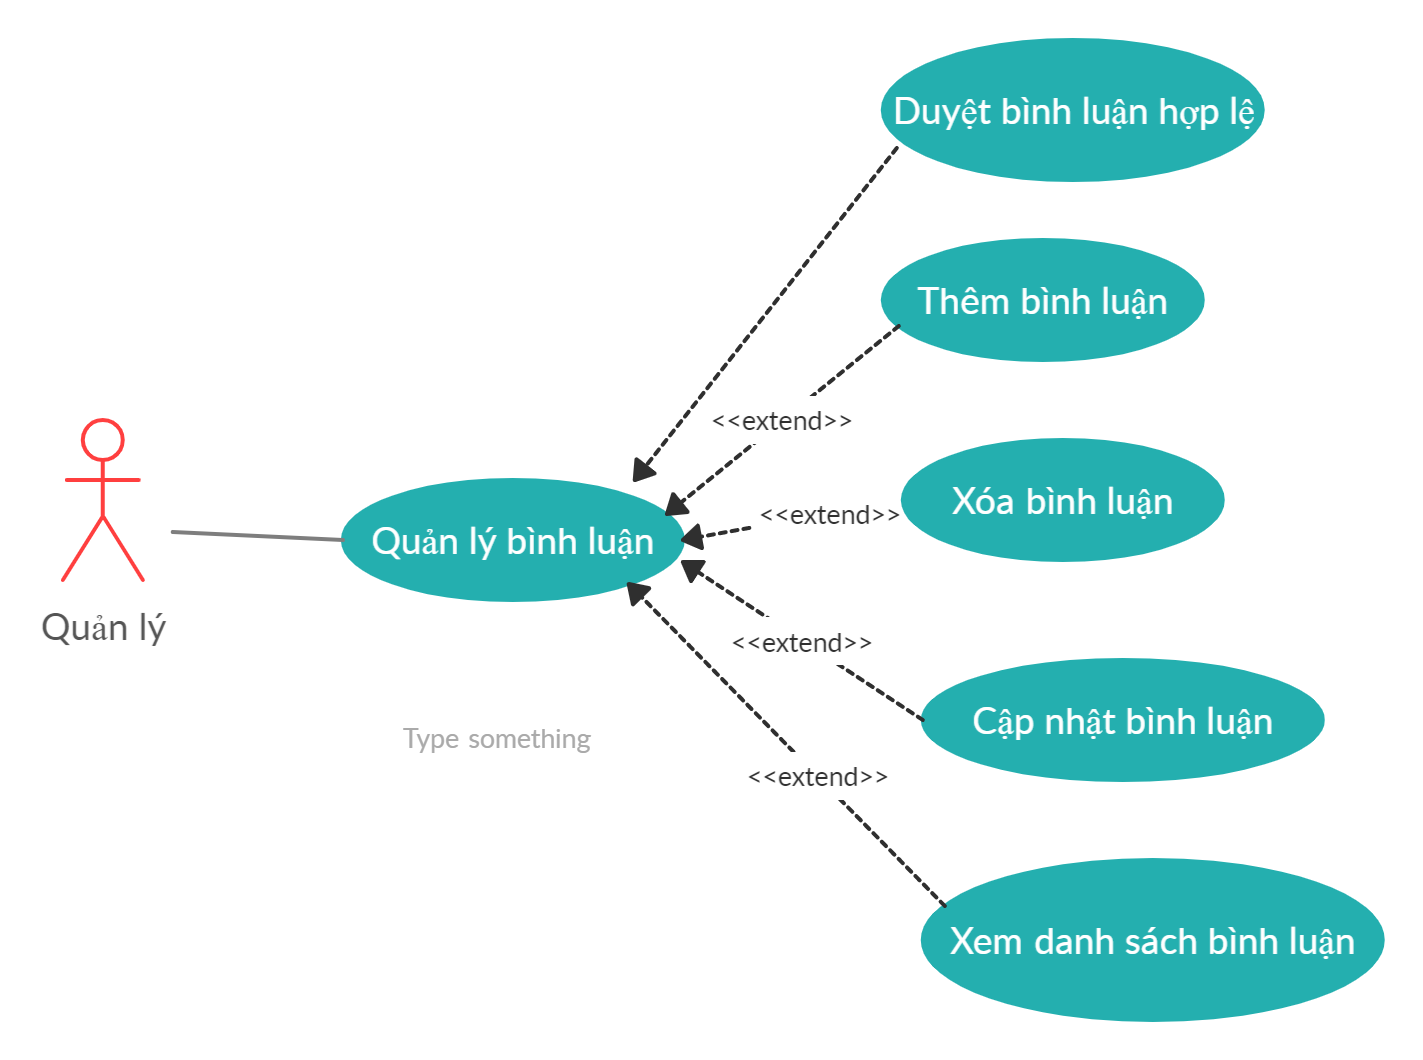 Duyệt bình luận hợp lệ
Thêm bình luận
<<extend>>
Xóa bình luận
<<extend>>
Quản lý bình luận
Quản lý
<<extend>>
Cập nhật bình luận
Type something
<<extend>>
Xem danh sách bình luận